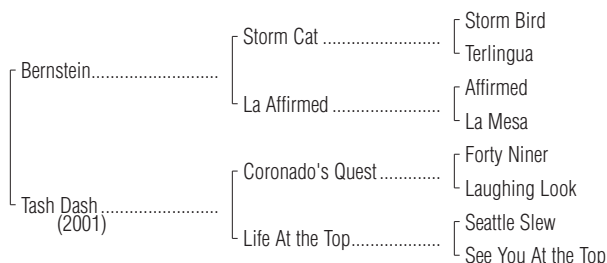 Storm Bird
Storm Cat ..............................
Terlingua
Bernstein................................
Affirmed
La Affirmed ...........................
La Mesa
Forty Niner
Coronado's Quest...............
Laughing Look
Tash Dash..............................
(2001)
Seattle Slew
Life At the Top.......................
See You At the Top